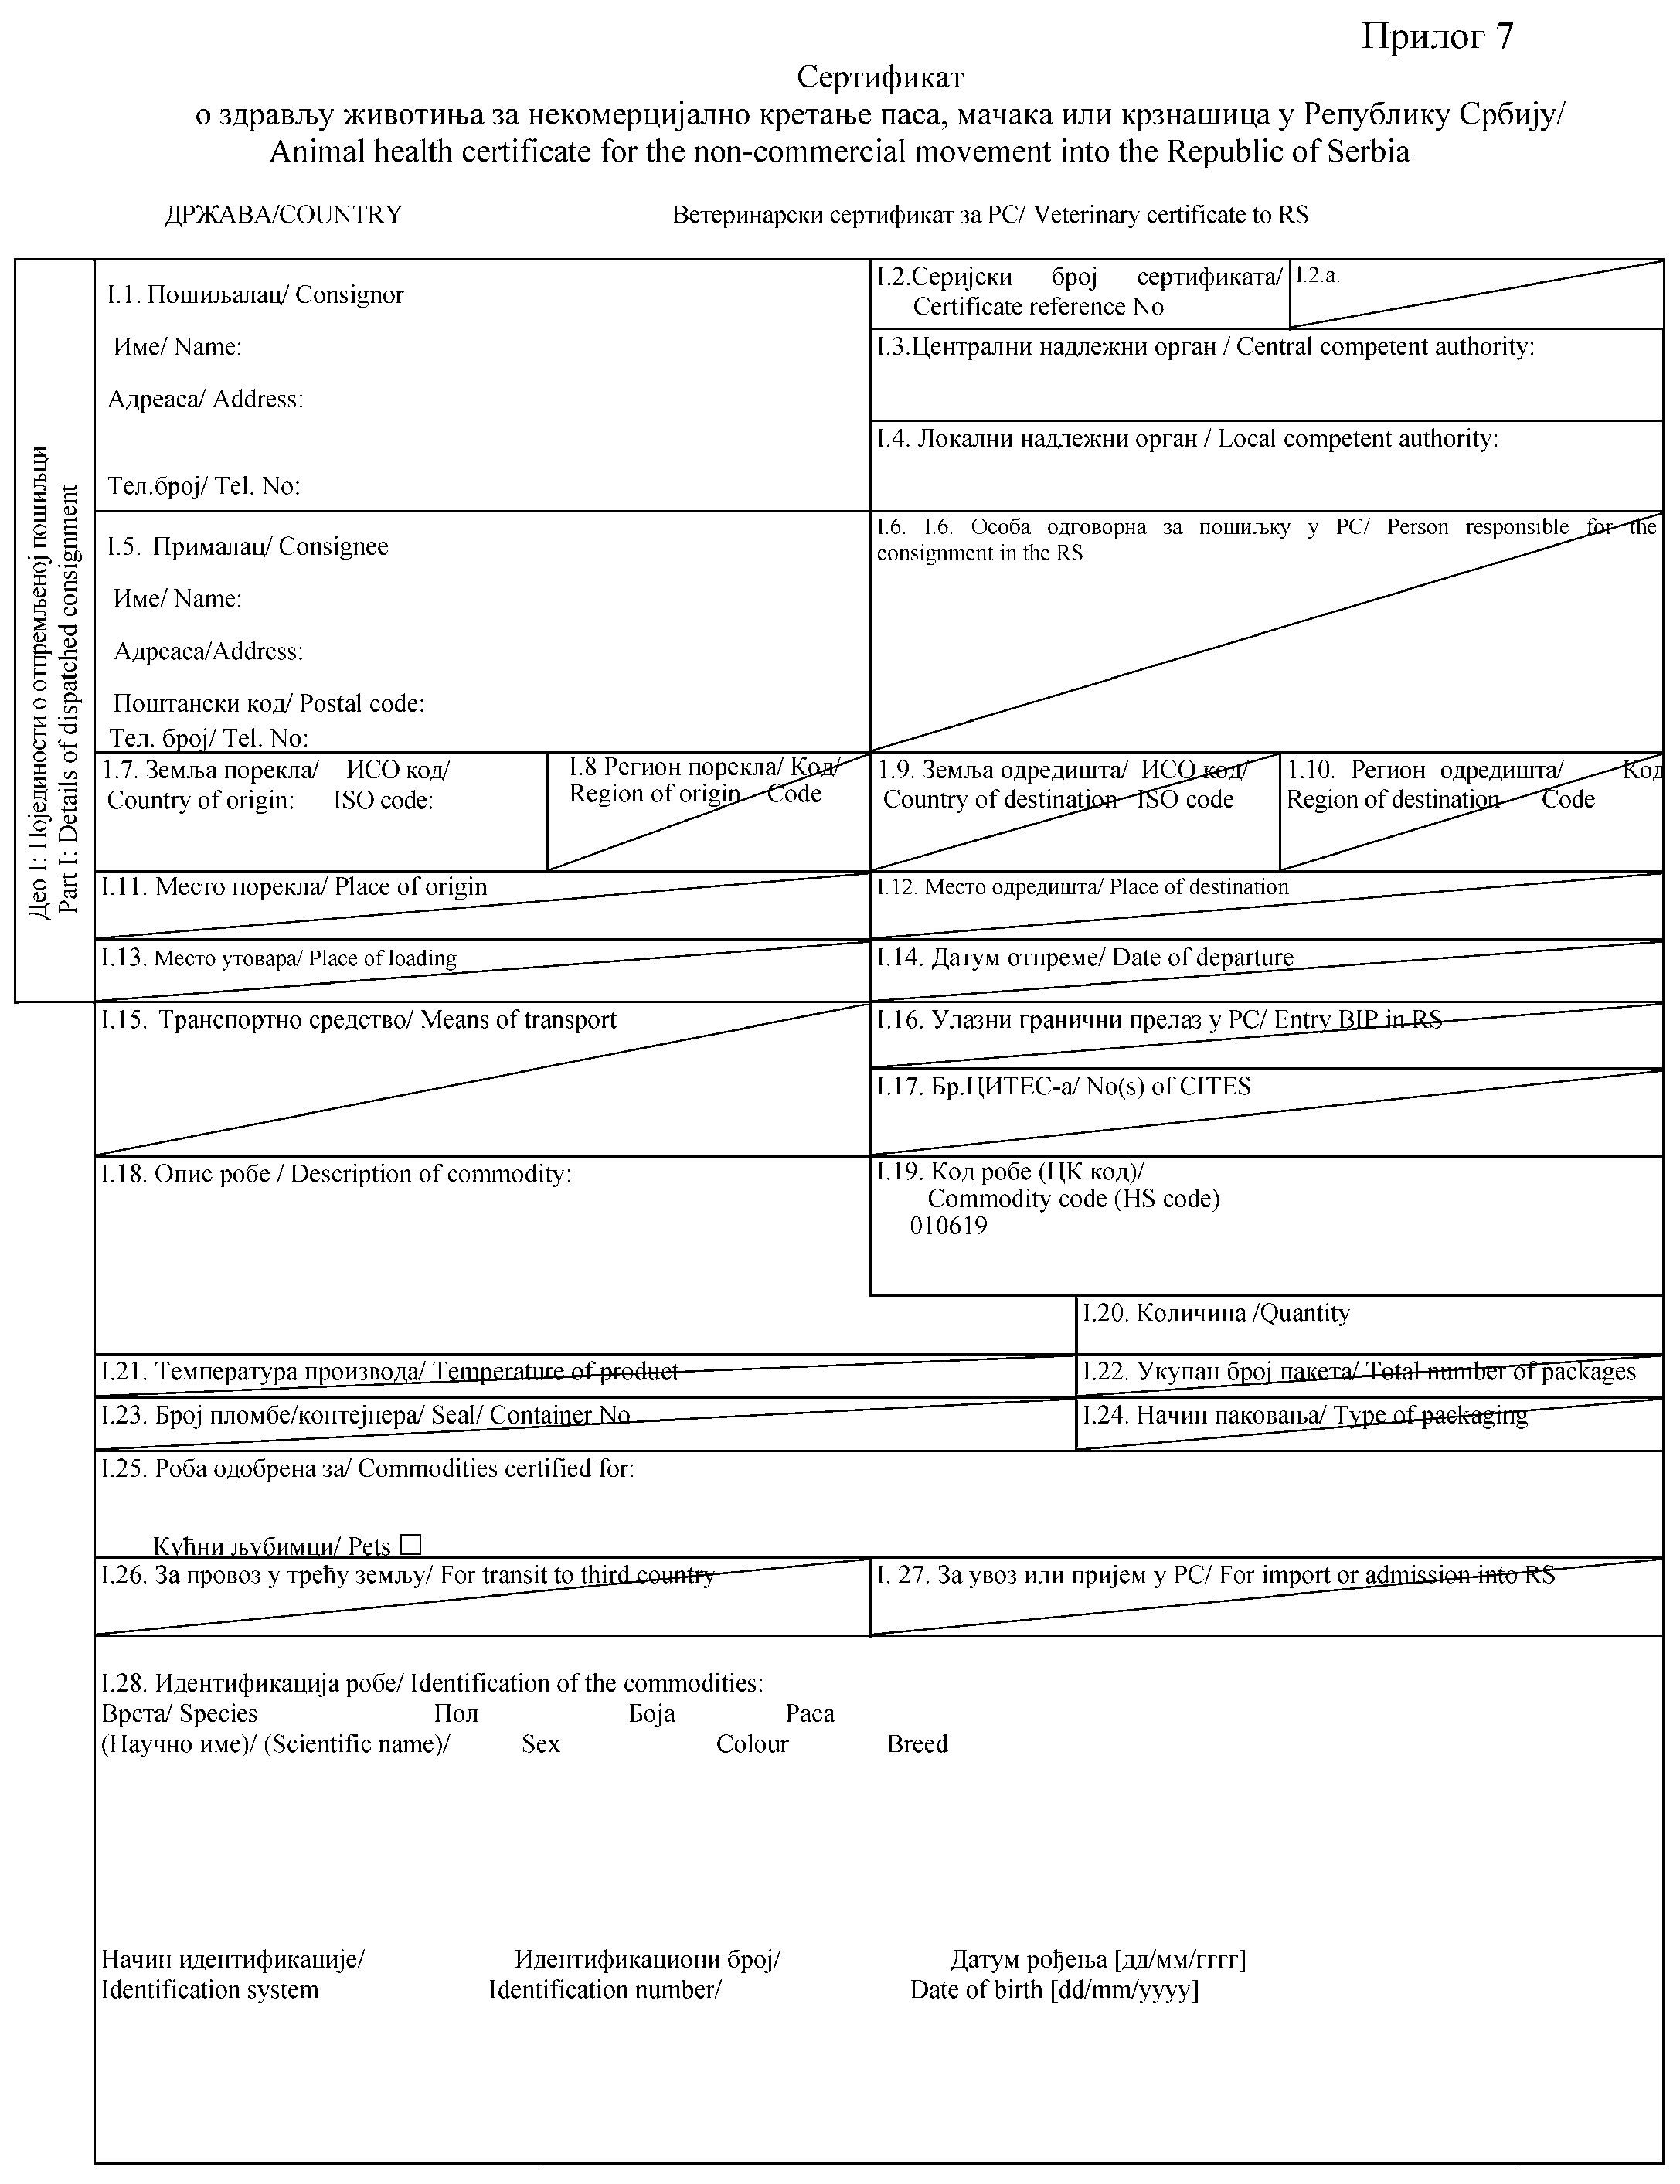 Прилог 7
Сертификат
о здрављу животиња за некомерцијално кретање паса, мачака или крзнашица у Републику Србију/
Animal health certificate for the non-commercial movement into the Republic of Serbia
ДРЖАВА/COUNTRY
Ветеринарски сертификат за РС/ Veterinary certificate to RS
Део I: Појединости о отпремљеној пошиљци
Part I: Details of dispatched consignment
I.1. Пошиљалац/ Consignor
Име/ Name:
Адреаса/ Address:
Тел.број/ Tel. No:
I.2.Серијски број сертификата/
Certificate reference No
I.2.a.
I.3.Централни надлежни орган / Central competent authority:
I.4. Локални надлежни орган / Local competent authority:
I.5. Прималац/ Consignee
Име/ Name:
Адреаса/Address:
Поштански код/ Postal code:
Тел. број/ Tel. No:
I.6. I.6. Особа одговорна за пошиљку у РС/ Person responsible for the
consignment in the RS
1.7. Земља порекла/ ИСО код/
Country of origin: ISO code:
I.8 Регион порекла/ Код/
Region of origin Code
1.9. Земља одредишта/ ИСО код/
Country of destination ISO code
1.10. Регион одредишта/ Код
Region of destination Code
I.11. Место порекла/ Place of origin
I.12. Место одредишта/ Place of destination
I.13. Место утовара/ Place of loading
I.14. Датум отпреме/ Date of departure
I.15. Транспортно средство/ Means of transport
I.16. Улазни гранични прелаз у РС/ Entry BIP in RS
I.17. Бр.ЦИТЕС-а/ No(s) of CITES
I.18. Опис робе / Description of commodity:
I.19. Код робе (ЦК код)/
Commodity code (HS code)
010619
I.20. Количина /Quantity
I.21. Температура производа/ Temperature of product
I.22. Укупан број пакета/ Total number of packages
I.23. Број пломбе/контејнера/ Seal/ Container No
I.24. Начин паковања/ Type of packaging
I.25. Роба одобрена за/ Commodities certified for:
Кућни љубимци/ Pets ☐
I.26. За провоз у трећу земљу/ For transit to third country
I. 27. За увоз или пријем у РС/ For import or admission into RS
I.28. Идентификација робе/ Identification of the commodities:
Врста/ Species Пол Боја Раса
(Научно име)/ (Scientific name)/ Sex Colour Breed
Начин идентификације/ Идентификациони број/ Датум рођења [дд/мм/гггг]
Identification system Identification number/ Date of birth [dd/mm/yyyy]